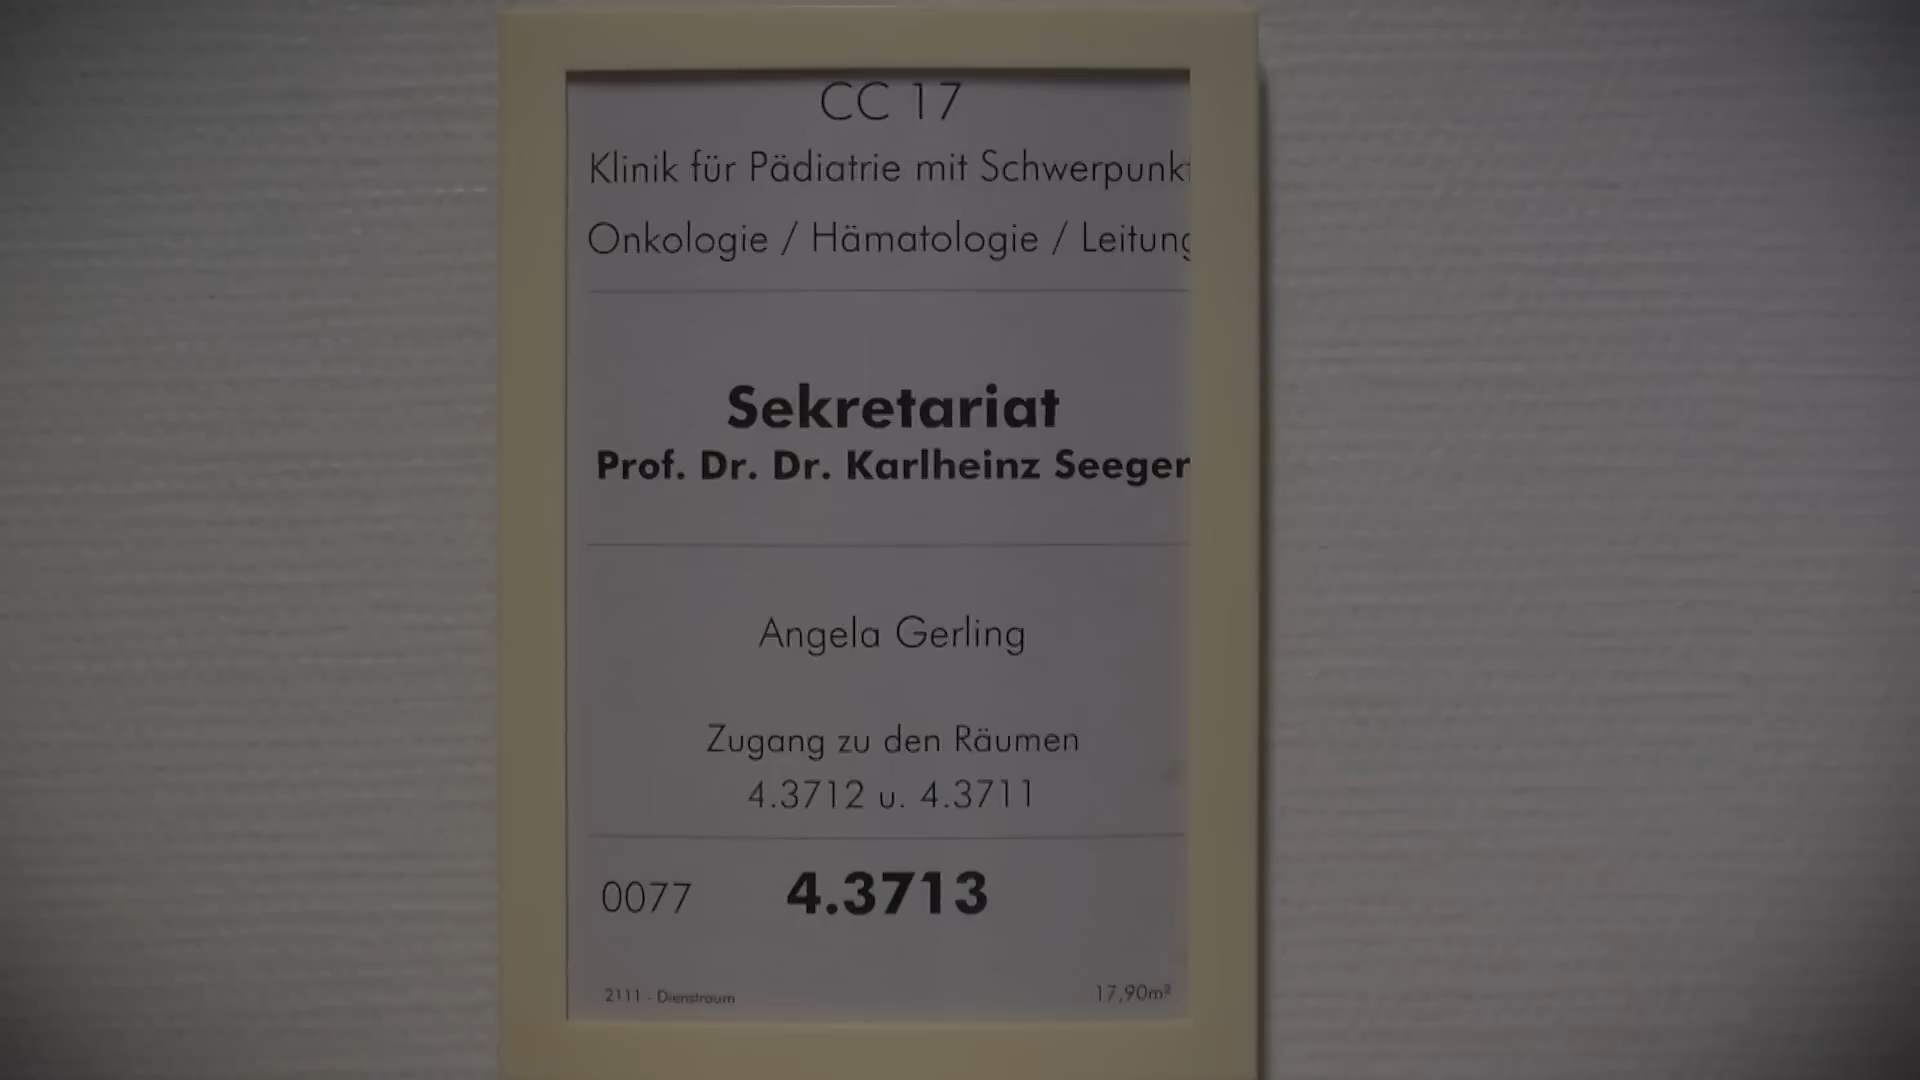 CC 17
Klinik für Pädiatrie mit Schwerpunkt
Onkologie / Hämatologie / Leitung
Sekretariat
Prof. Dr. Dr. Karlheinz Seeger
Angela Gerling
Zugang zu den Räumen
4.3712 u. 4.3711
0077 4.3713
2111 - Dienstraum 17,90m²